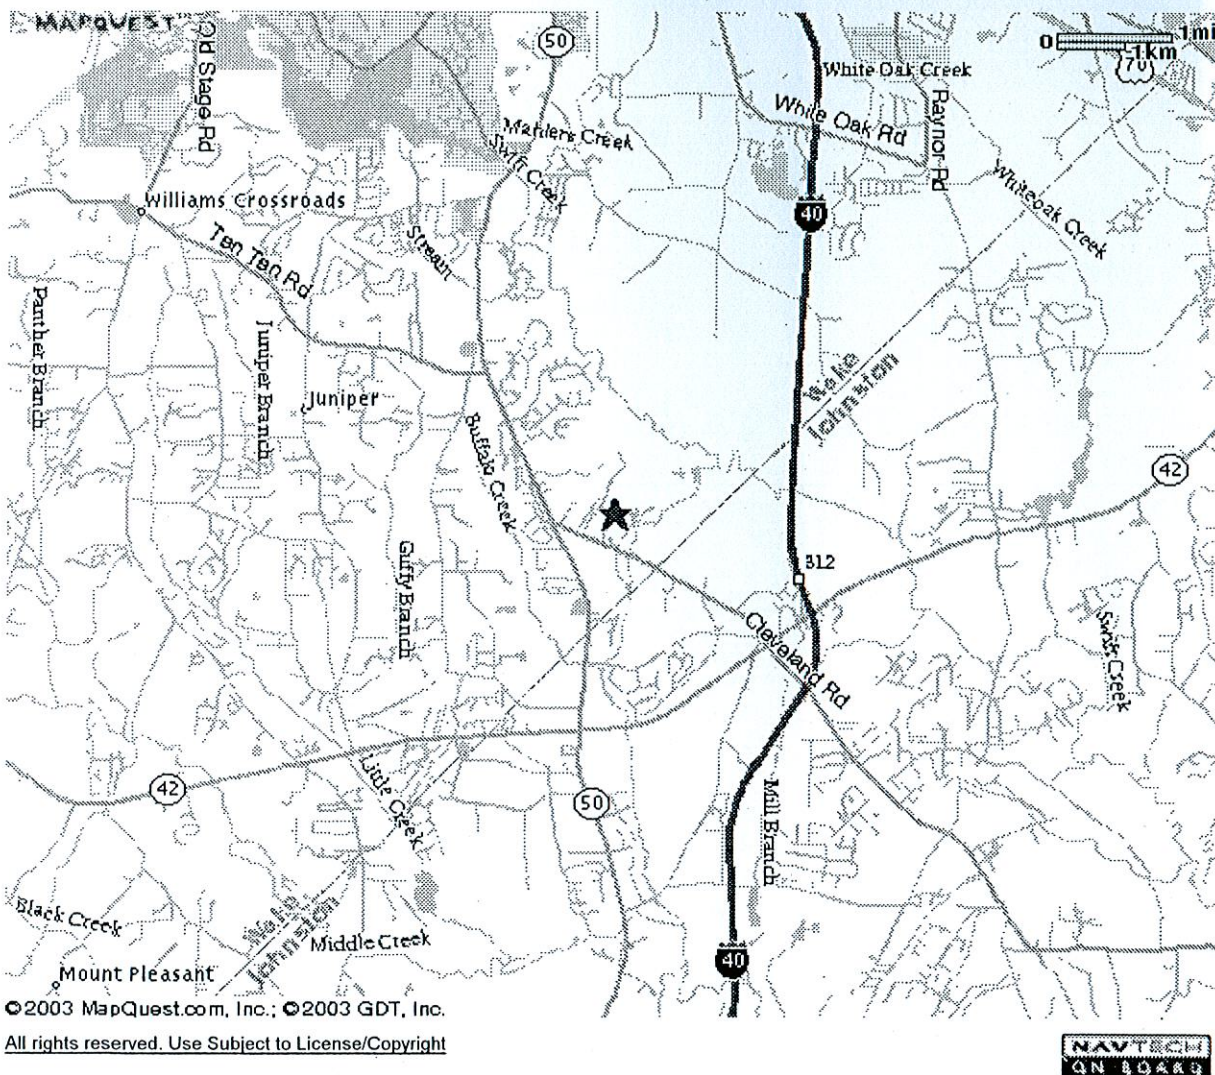 MAPQUEST
Old Stage Rd
50
0
1mi
1km
70
White Oak Creek
White Oak Rd
Raynor Rd
Mahlers Creek
Swift Creek
Whiteoak Creek
Williams Crossroads
40
Ten Ten Rd
Stream
Panther Branch
Juniper Branch
Juniper
Wake
Johnston
Buffalo Creek
42
Guffy Branch
312
Cleveland Rd
Swift Creek
42
Little Creek
50
Mill Branch
Black Creek
Wake
Johnston
Middle Creek
Mount Pleasant
40
©2003 MapQuest.com, Inc.; ©2003 GDT, Inc.
All rights reserved. Use Subject to License/Copyright
NAVTECH
ON BOARD